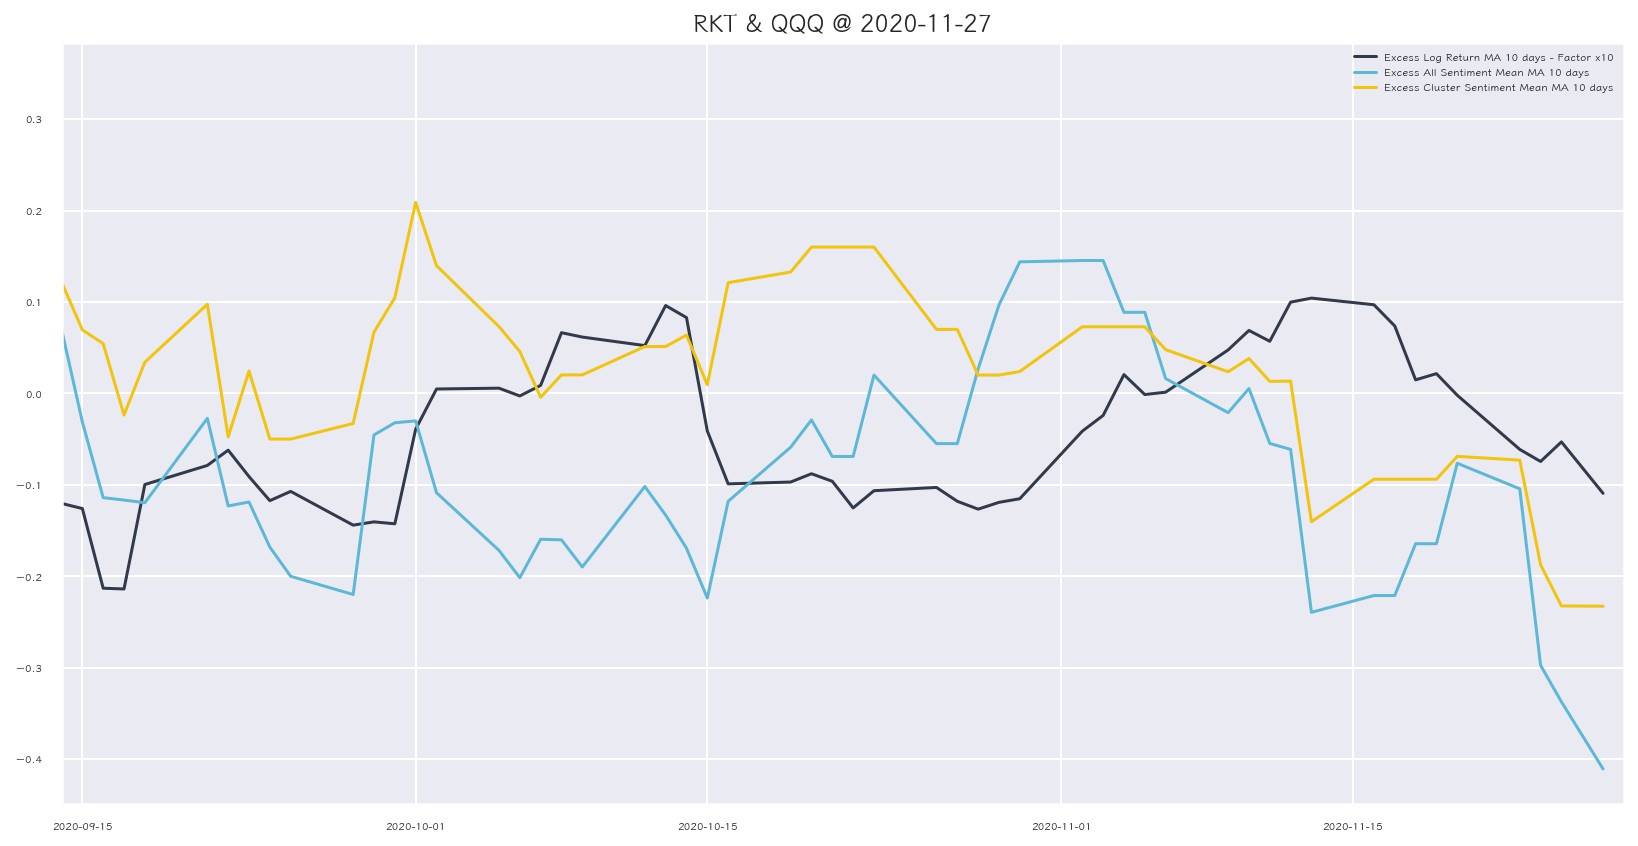 RKT & QQQ @ 2020-11-27
Excess Log Return MA 10 days - Factor x10
Excess All Sentiment Mean MA 10 days
Excess Cluster Sentiment Mean MA 10 days
0.3
0.2
0.1
0.0
−0.1
−0.2
−0.3
−0.4
2020-09-15 2020-10-01 2020-10-15 2020-11-01 2020-11-15